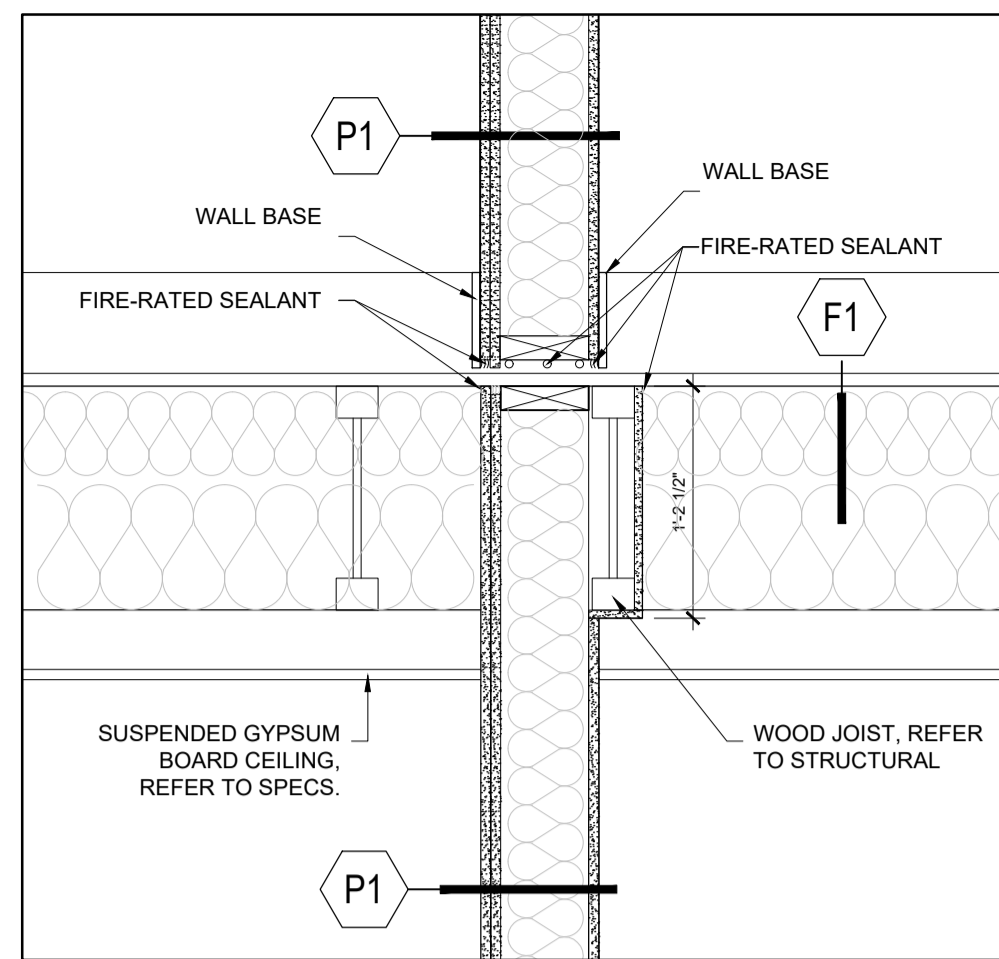 P1
WALL BASE
WALL BASE
FIRE-RATED SEALANT
FIRE-RATED SEALANT
F1
1'-2 1/2"
SUSPENDED GYPSUM
BOARD CEILING,
REFER TO SPECS.
WOOD JOIST, REFER
TO STRUCTURAL
P1